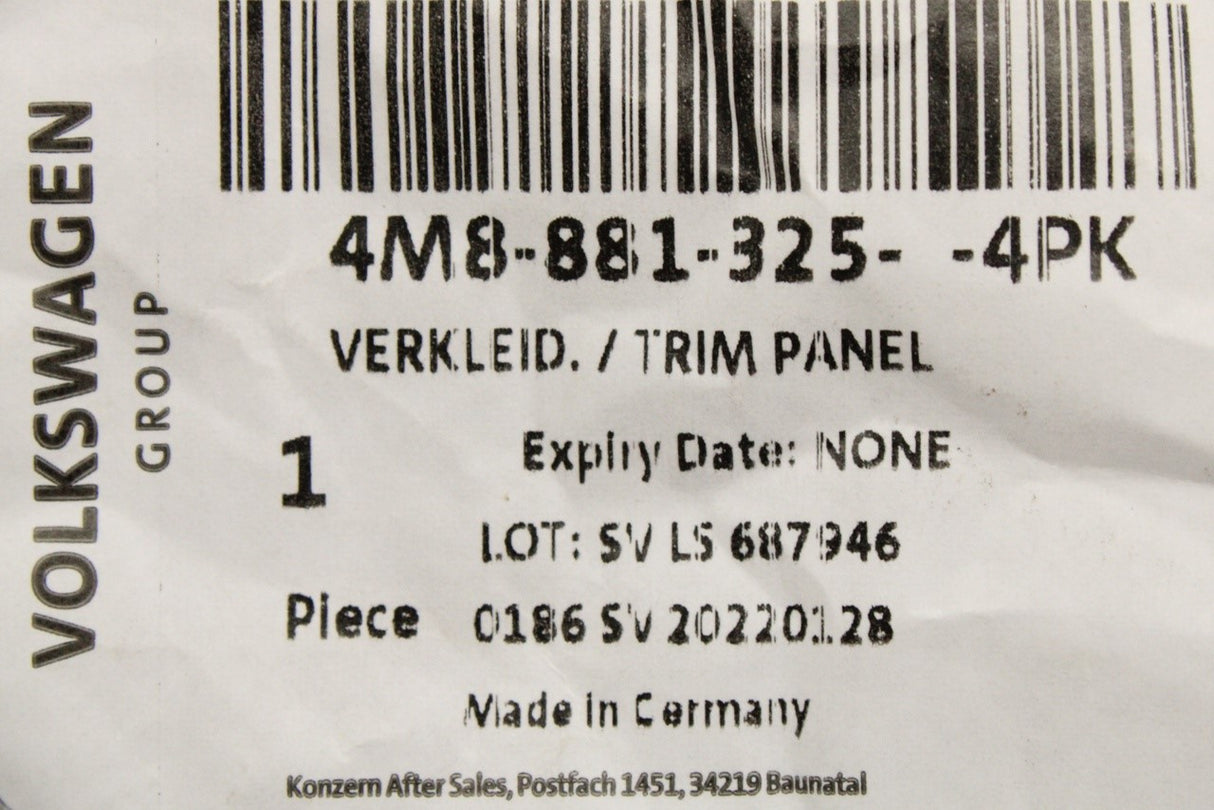 VOLKSWAGEN
GROUP
4M8-881-325- -4PK
VERKLEID. / TRIM PANEL
1
Expiry Date: NONE
LOT: SV LS 687946
Piece
0186 SV 20220128
Made in Germany
Konzern After Sales, Postfach 1451, 34219 Baunatal